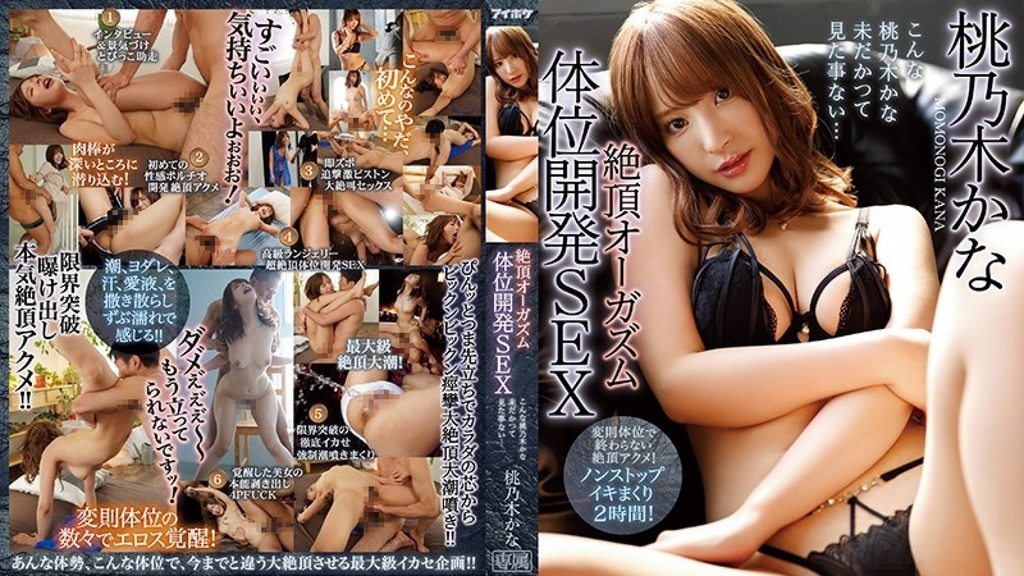 桃乃木かな
MOMONOGI KANA
こんな
桃乃木かな
未だかつて
見た事ない…
絶頂オーガズム
体位開発SEX
変則体位で
終わらない
絶頂アクメ!
ノンストップ
イキまくり
2時間!
アイポケ
絶頂オーガズム
体位開発SEX
こんな桃乃木かな
未だかつて
見た事ない…
桃乃木かな
専属
1
インタビュー
&景気づけ
とびっこ助走
すごいいいい、
気持ちいいよぉぉぉ!
こんなのやだ、
初めて…
肉棒が
深いところに
潜り込む!
2
初めての
性感ポルチオ
開発絶頂アクメ
3
即ズボ
追撃激ピストン
大絶叫セックス
4
高級ランジェリー
超絶頂体位開発SEX
限界突破
曝け出し
本気絶頂アクメ!!
潮、ヨダレ、
汗、愛液、を
撒き散らし
ずぶ濡れで
感じる!!
ダメぇぇぇ〜〜
もう立って
られないですッ!
最大級
絶頂大潮!
5
限界突破の
徹底イカセ
強制潮噴きまくり
6
覚醒した美女の
本能剥き出し
4PFUCK
ぴんッとつま先立ちでカラダの芯から
ビックンビックン痙攣大絶頂大潮噴き!!
変則体位の
数々でエロス覚醒!
あんな体勢、こんな体位で、今までと違う大絶頂させる最大級イカセ企画!!